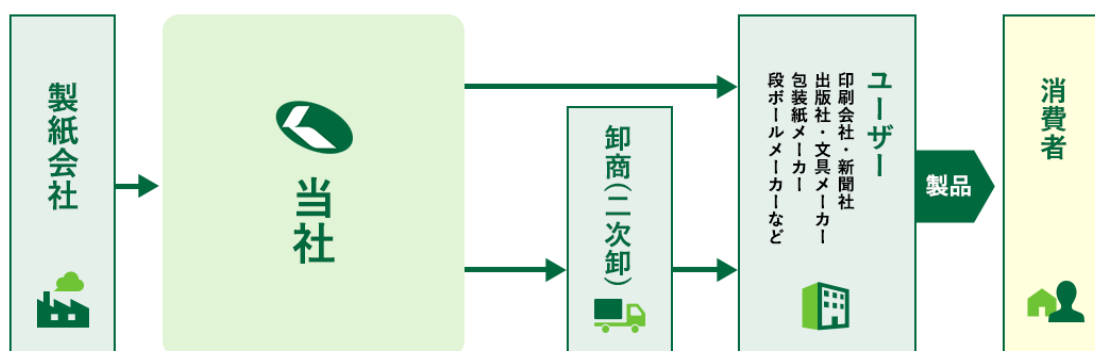 製紙会社
当社
卸商(二次卸)
ユーザー
印刷会社・新聞社
出版社・文具メーカー
包装紙メーカー
段ボールメーカーなど
製品
消費者